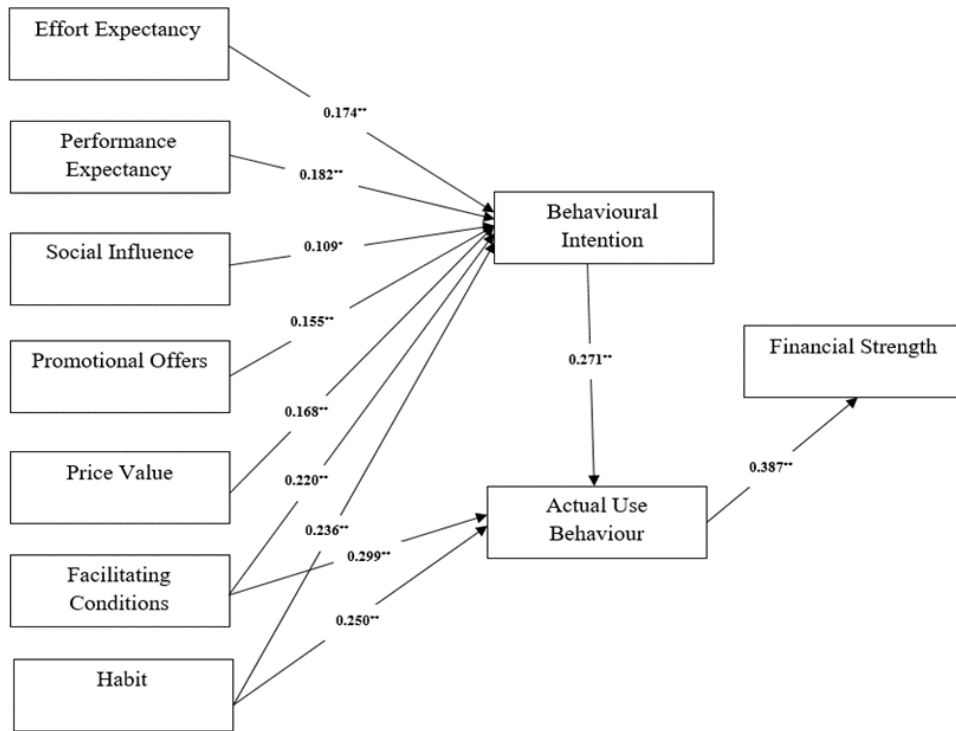 Effort Expectancy
0.174**
Performance
Expectancy
0.182**
Behavioural
Intention
Social Influence
0.109*
0.155**
Promotional Offers
0.271**
Financial Strength
0.168**
Price Value
0.220**
0.387**
Actual Use
Behaviour
0.236**
0.299**
Facilitating
Conditions
0.250**
Habit